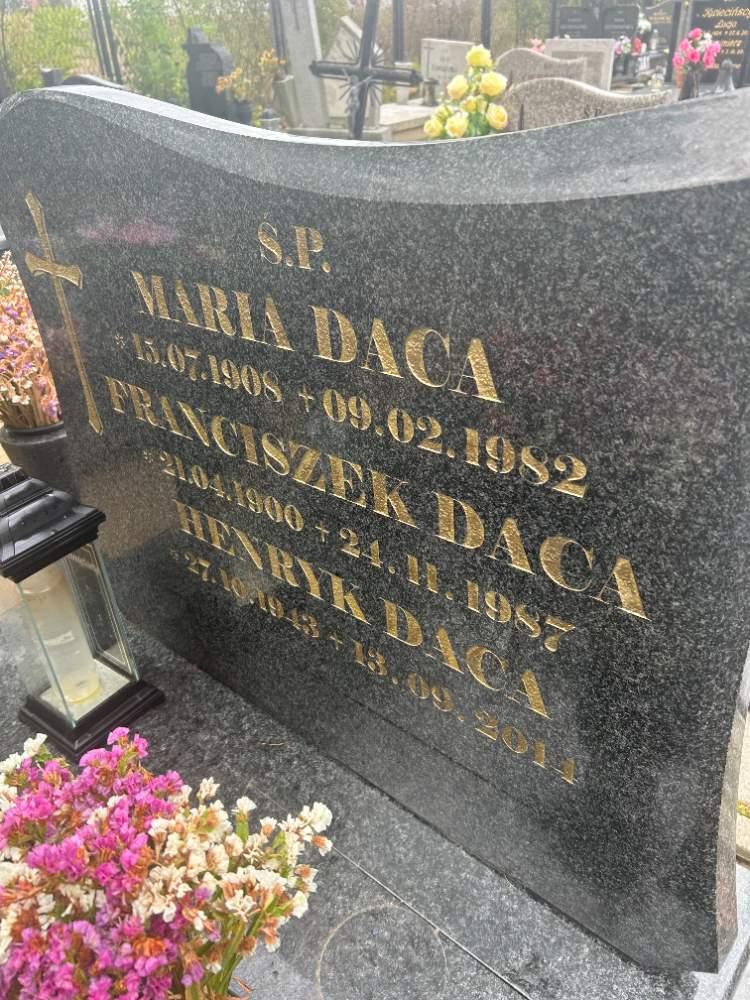 Ś.P.
MARIA DACA
* 15.07.1908 + 09.02.1982
FRANCISZEK DACA
* 21.04.1900 + 24.11.1987
HENRYK DACA
* 27.10.1943 + 13.09.2014